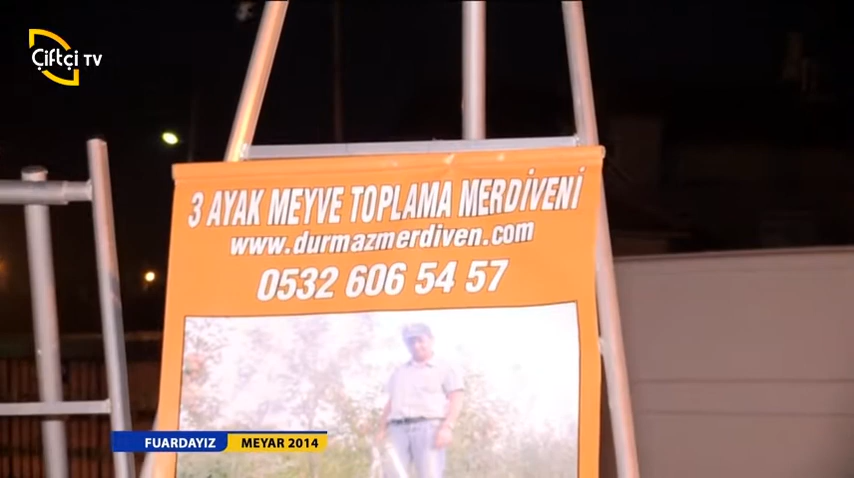 Çiftçi TV
3 AYAK MEYVE TOPLAMA MERDİVENİ
www.durmazmerdiven.com
0532 606 54 57
FUARDAYIZ MEYAR 2014